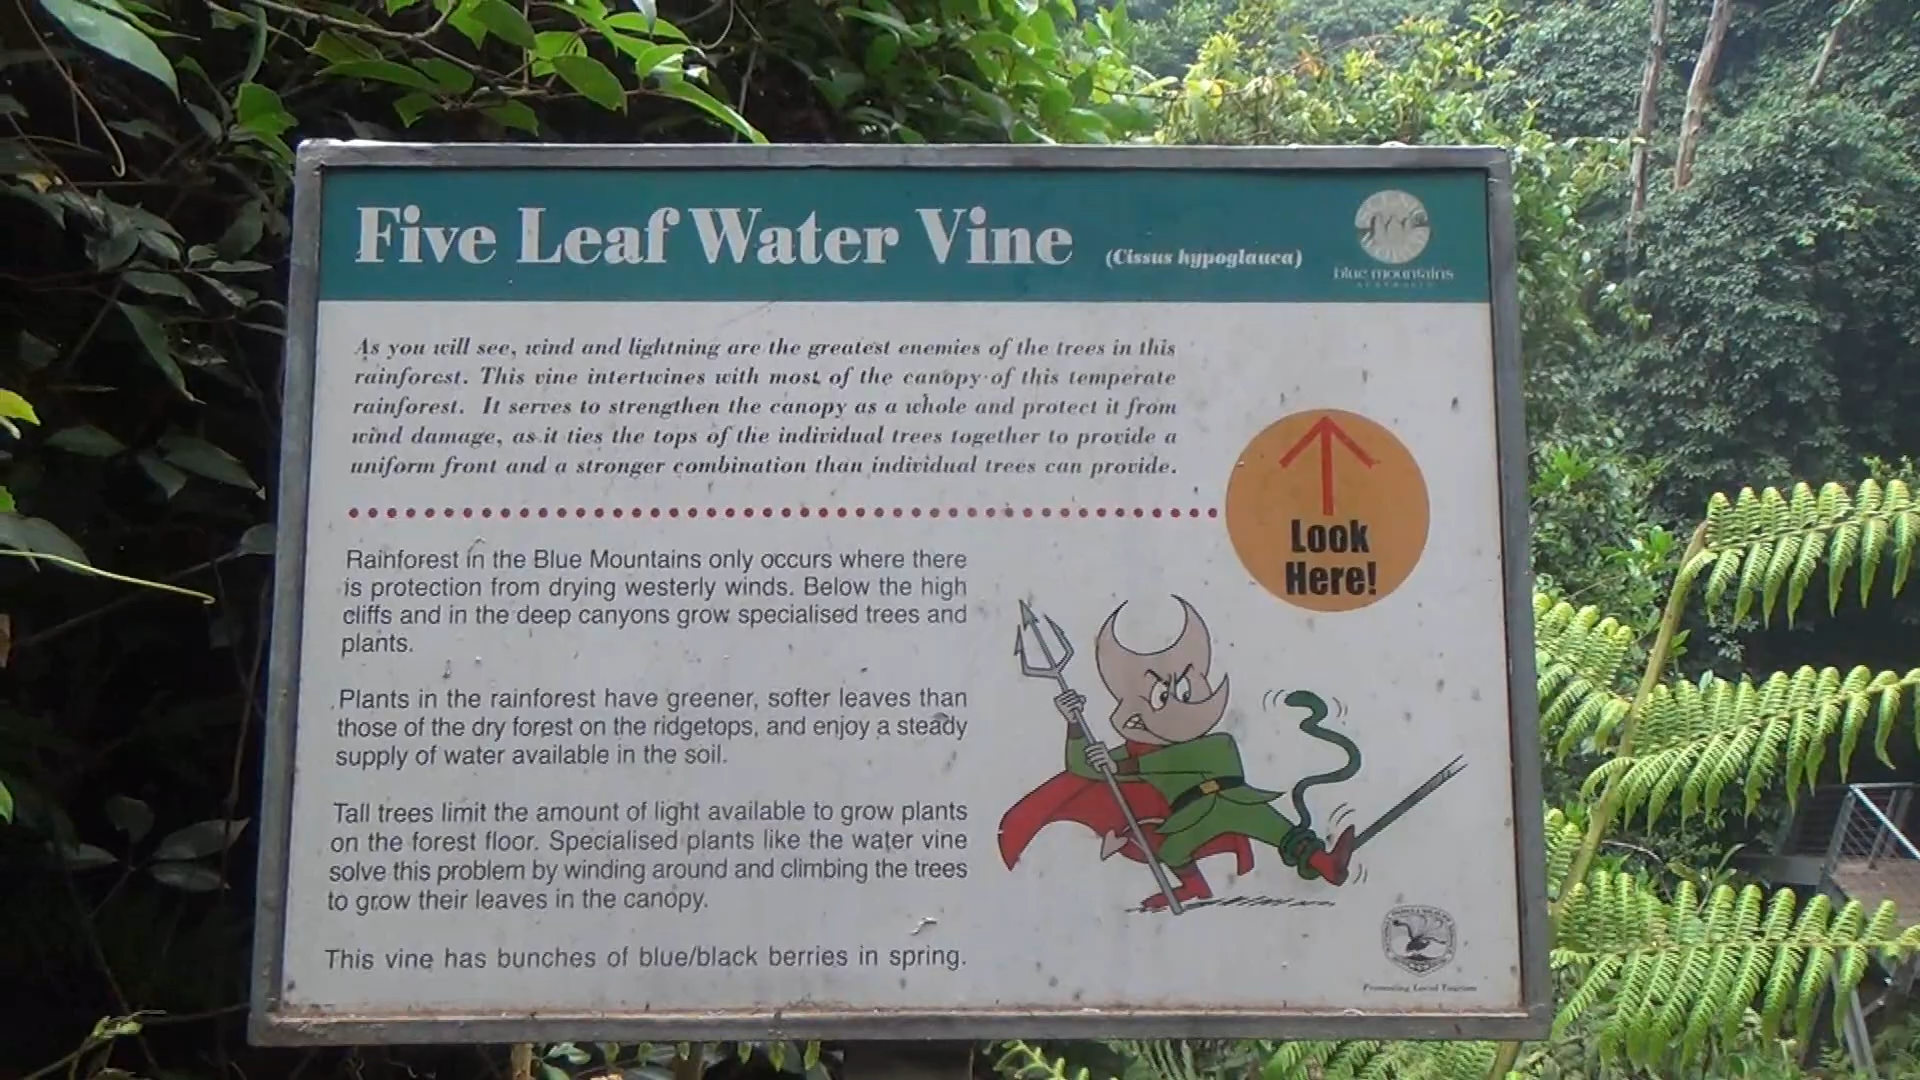 Five Leaf Water Vine (Cissus hypoglauca)
blue mountains
AUSTRALIA
As you will see, wind and lightning are the greatest enemies of the trees in this
rainforest. This vine intertwines with most of the canopy of this temperate
rainforest. It serves to strengthen the canopy as a whole and protect it from
wind damage, as it ties the tops of the individual trees together to provide a
uniform front and a stronger combination than individual trees can provide.
Look
Here!
Rainforest in the Blue Mountains only occurs where there
is protection from drying westerly winds. Below the high
cliffs and in the deep canyons grow specialised trees and
plants.
Plants in the rainforest have greener, softer leaves than
those of the dry forest on the ridgetops, and enjoy a steady
supply of water available in the soil.
Tall trees limit the amount of light available to grow plants
on the forest floor. Specialised plants like the water vine
solve this problem by winding around and climbing the trees
to grow their leaves in the canopy.
This vine has bunches of blue/black berries in spring.
Promoting Local Tourism